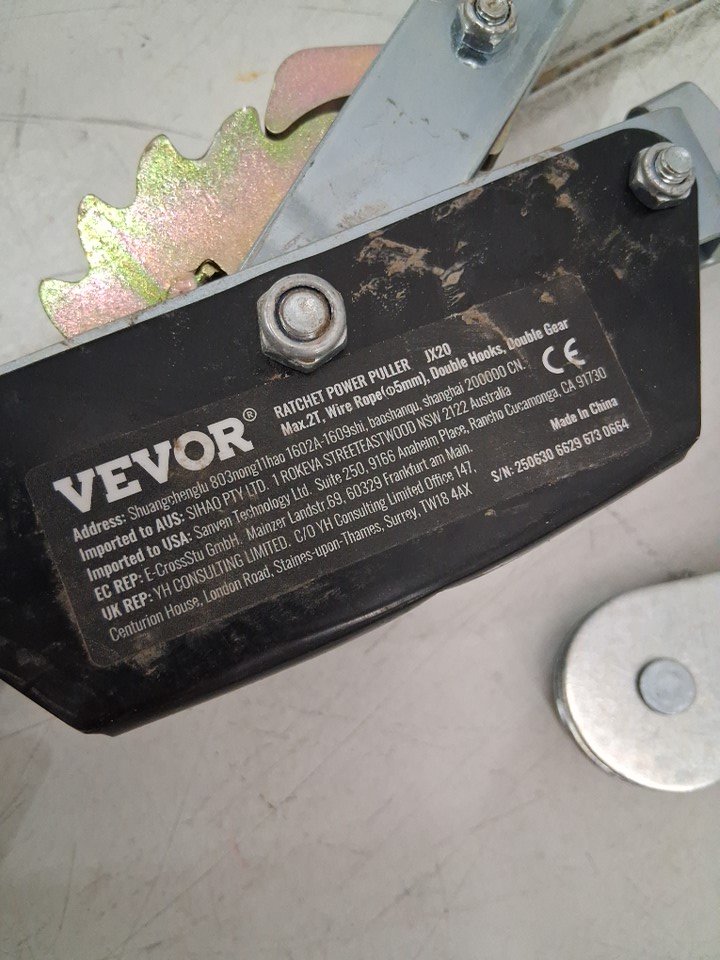 VEVOR®
RATCHET POWER PULLER JX20
Max.2T, Wire Rope(Φ5mm), Double Hooks, Double Gear
Address: Shuangchenglu 803nong11hao 1602A-1609shi, baoshanqu, shanghai 200000 CN.
Imported to AUS: SIHAO PTY LTD. 1 ROKEVA STREETEASTWOOD NSW 2122 Australia
Imported to USA: Sanven Technology Ltd. Suite 250, 9166 Anaheim Place, Rancho Cucamonga, CA 91730
EC REP: E-CrossStu GmbH. Mainzer Landstr.69, 60329 Frankfurt am Main.
UK REP: YH CONSULTING LIMITED. C/O YH Consulting Limited Office 147,
Centurion House, London Road, Staines-upon-Thames, Surrey, TW18 4AX
CE
Made In China
S/N: 250630 6629 673 0664